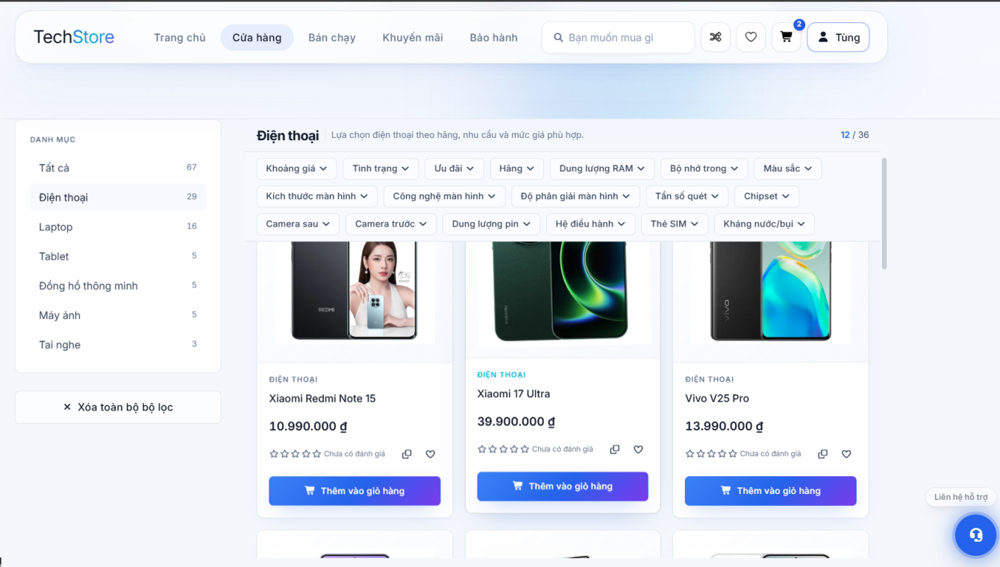 TechStore
Trang chủ
Cửa hàng
Bán chạy
Khuyến mãi
Bảo hành
Bạn muốn mua gì
2
Tùng
DANH MỤC
Tất cả 67
Điện thoại 29
Laptop 16
Tablet 5
Đồng hồ thông minh 5
Máy ảnh 5
Tai nghe 3
Xóa toàn bộ bộ lọc
Điện thoại
Lựa chọn điện thoại theo hãng, nhu cầu và mức giá phù hợp.
12 / 36
Khoảng giá
Tình trạng
Ưu đãi
Hãng
Dung lượng RAM
Bộ nhớ trong
Màu sắc
Kích thước màn hình
Công nghệ màn hình
Độ phân giải màn hình
Tần số quét
Chipset
Camera sau
Camera trước
Dung lượng pin
Hệ điều hành
Thẻ SIM
Kháng nước/bụi
REDMI
ĐIỆN THOẠI
Xiaomi Redmi Note 15
10.990.000 ₫
Chưa có đánh giá
Thêm vào giỏ hàng
xiaomi
ĐIỆN THOẠI
Xiaomi 17 Ultra
39.900.000 ₫
Chưa có đánh giá
Thêm vào giỏ hàng
vivo
ĐIỆN THOẠI
Vivo V25 Pro
13.990.000 ₫
Chưa có đánh giá
Thêm vào giỏ hàng
Liên hệ hỗ trợ